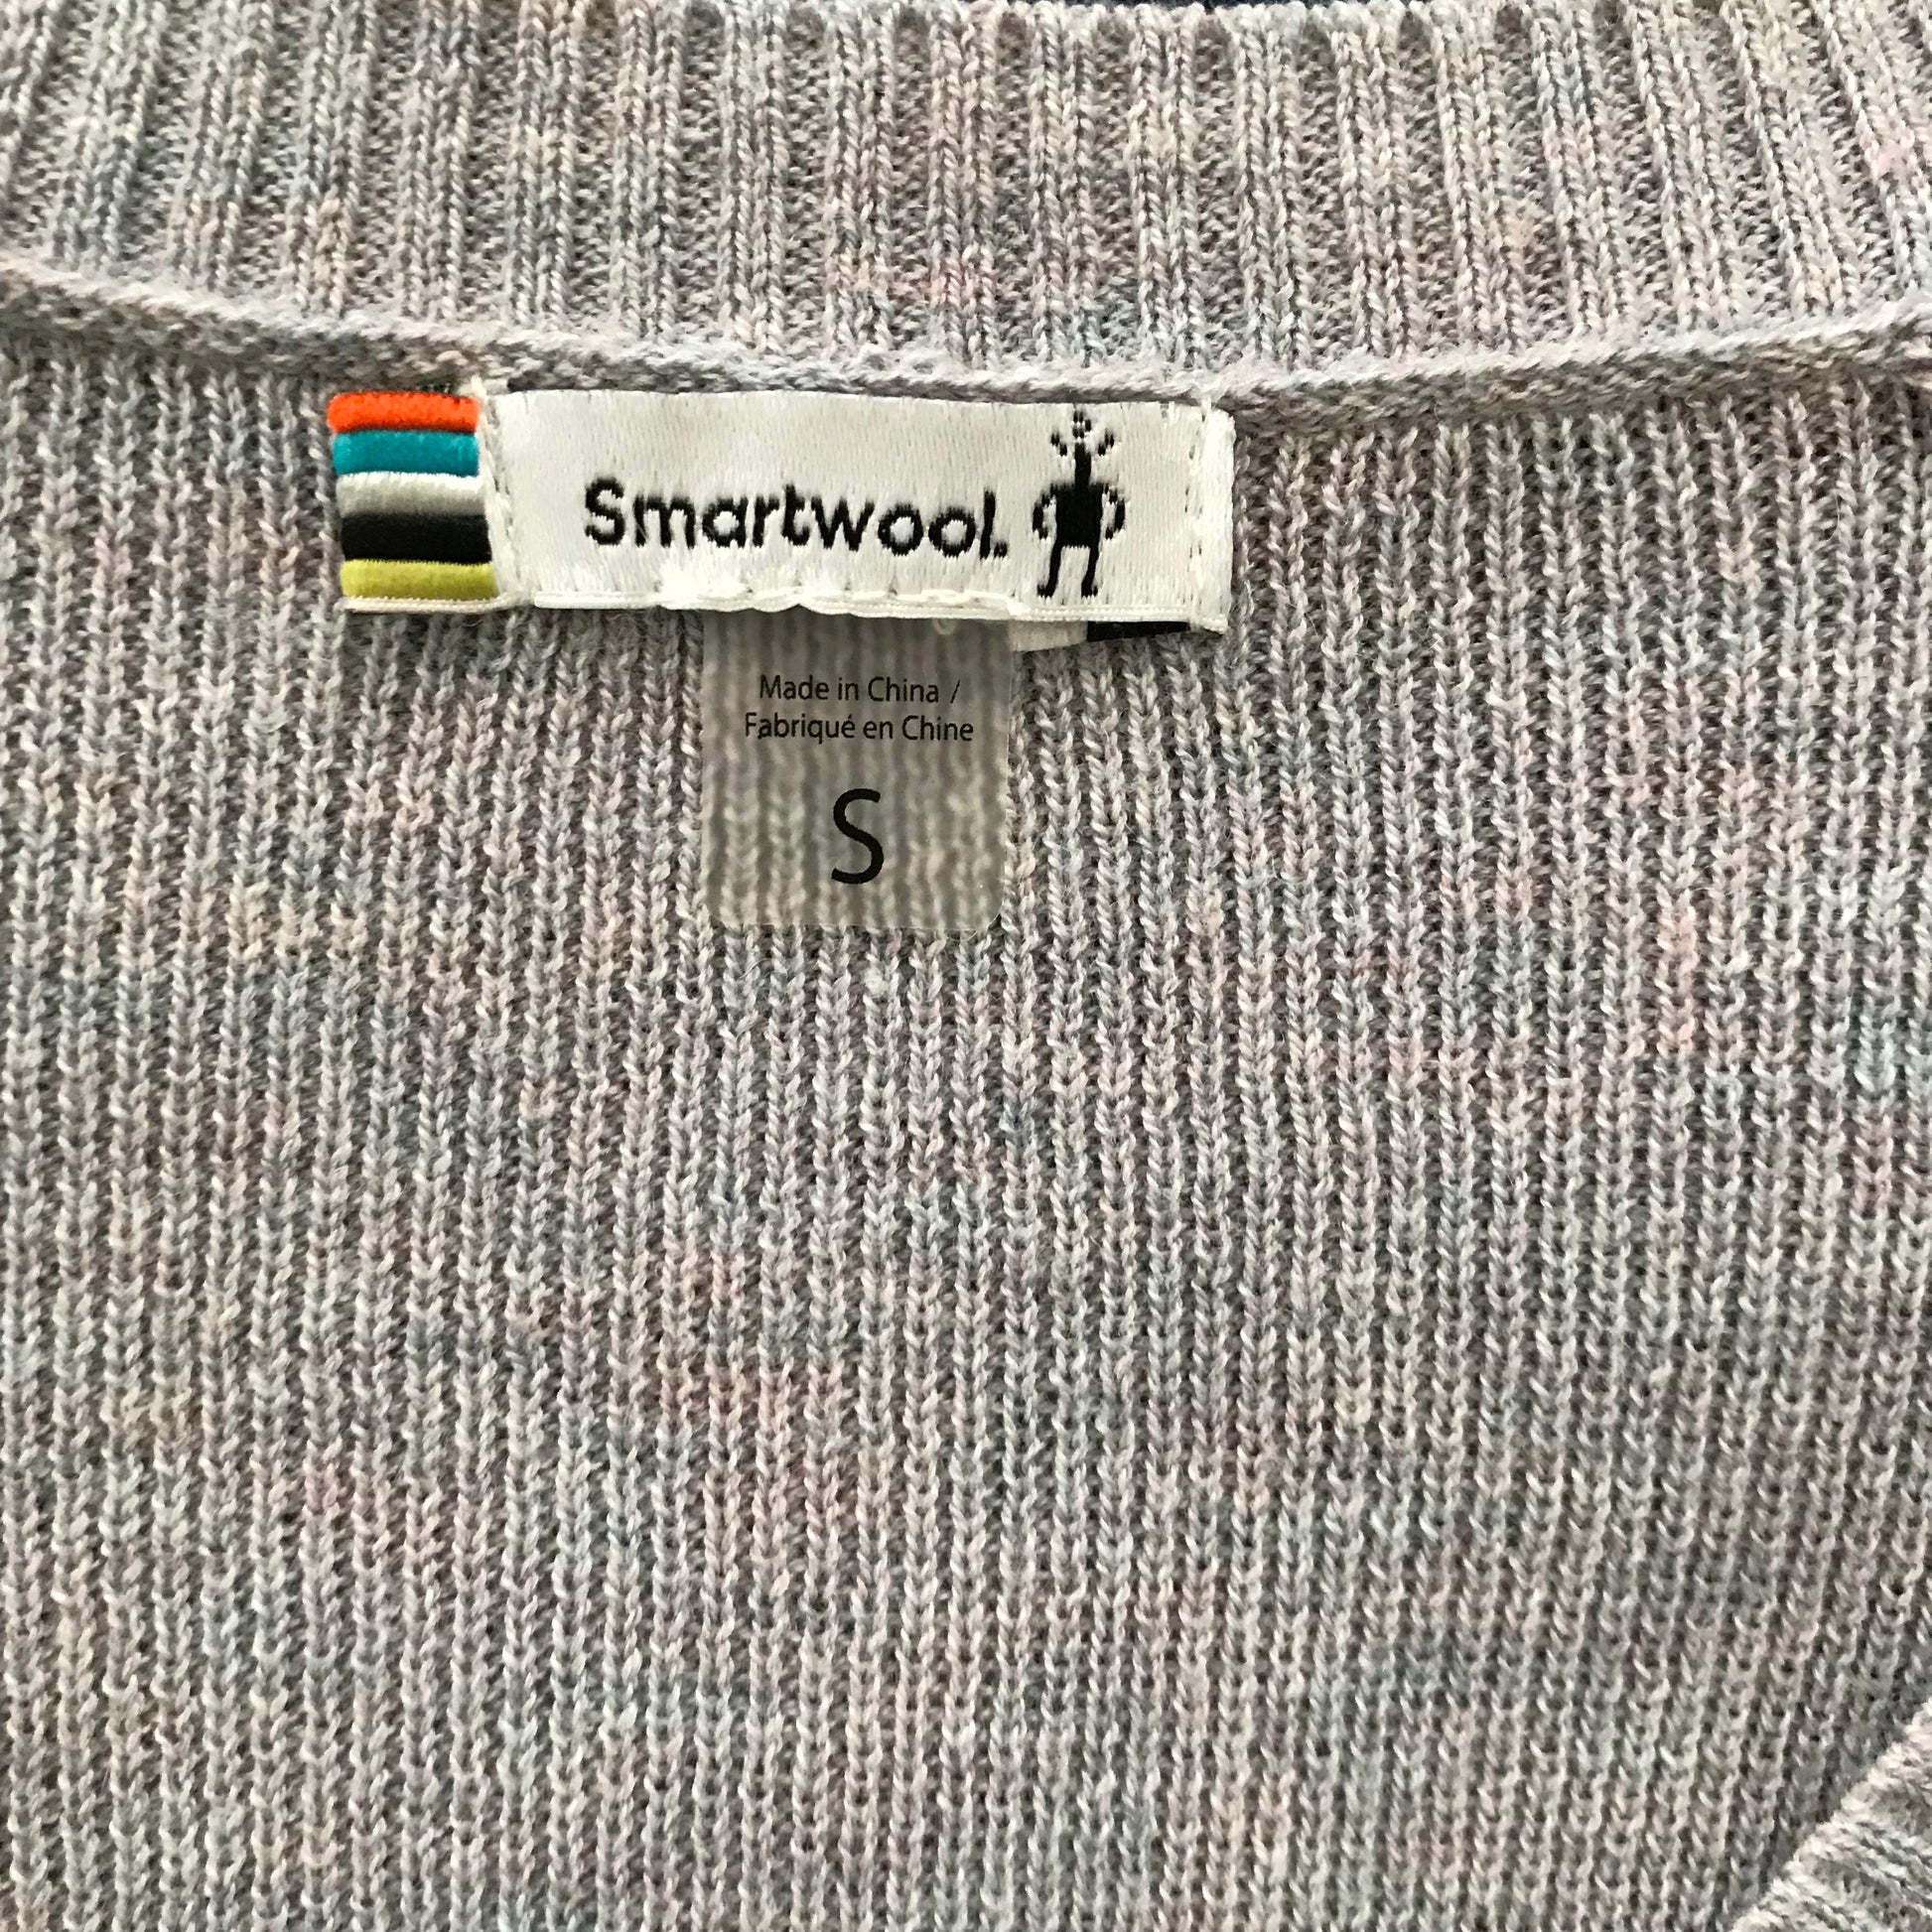 Smartwool.
Made in China /
Fabriqué en Chine
S